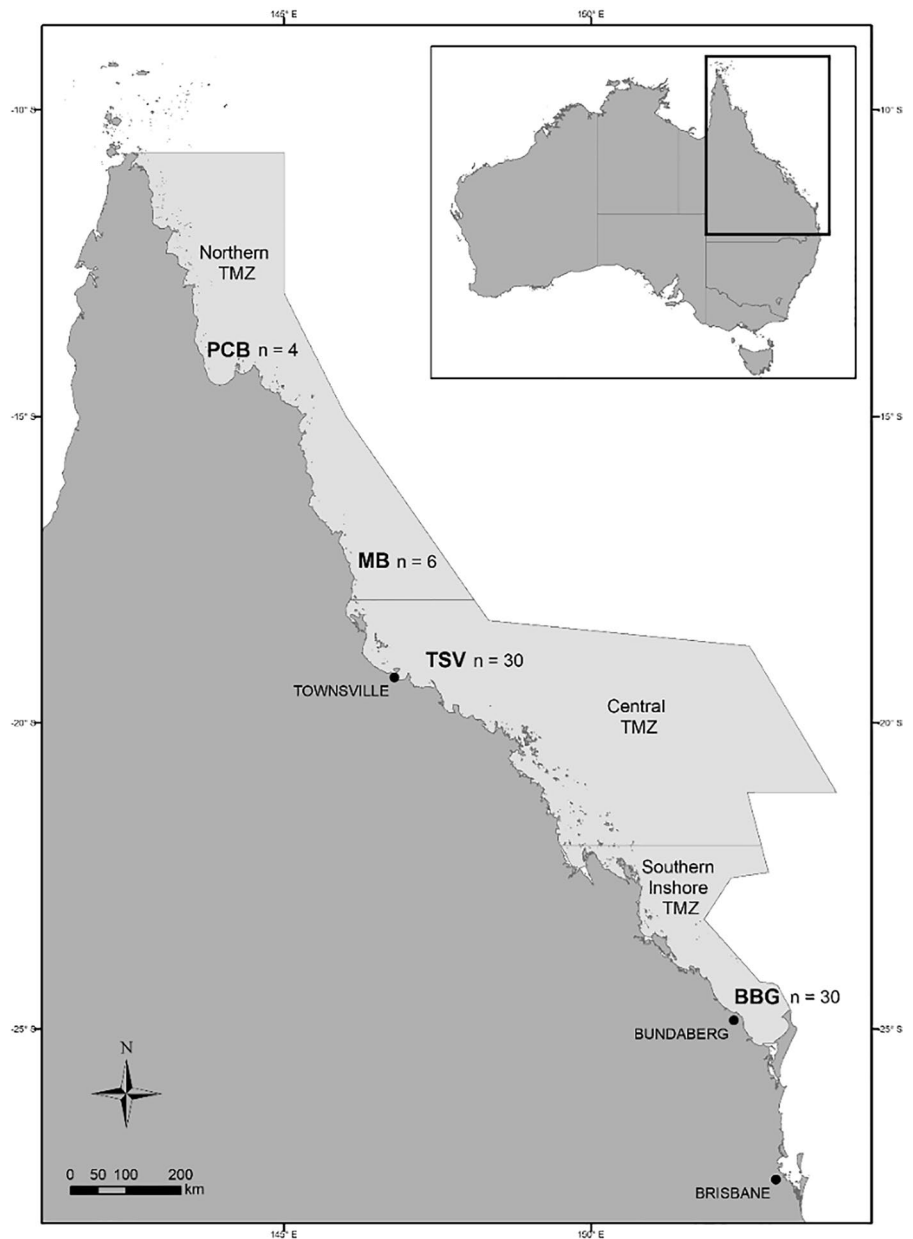 145° E
150° E
-10° S
-10° S
Northern
TMZ
PCB n = 4
-15° S
-15° S
MB n = 6
TSV n = 30
TOWNSVILLE
Central
TMZ
-20° S
-20° S
Southern
Inshore
TMZ
BBG n = 30
-25° S
-25° S
BUNDABERG
N
0 50 100 200
km
BRISBANE
145° E
150° E